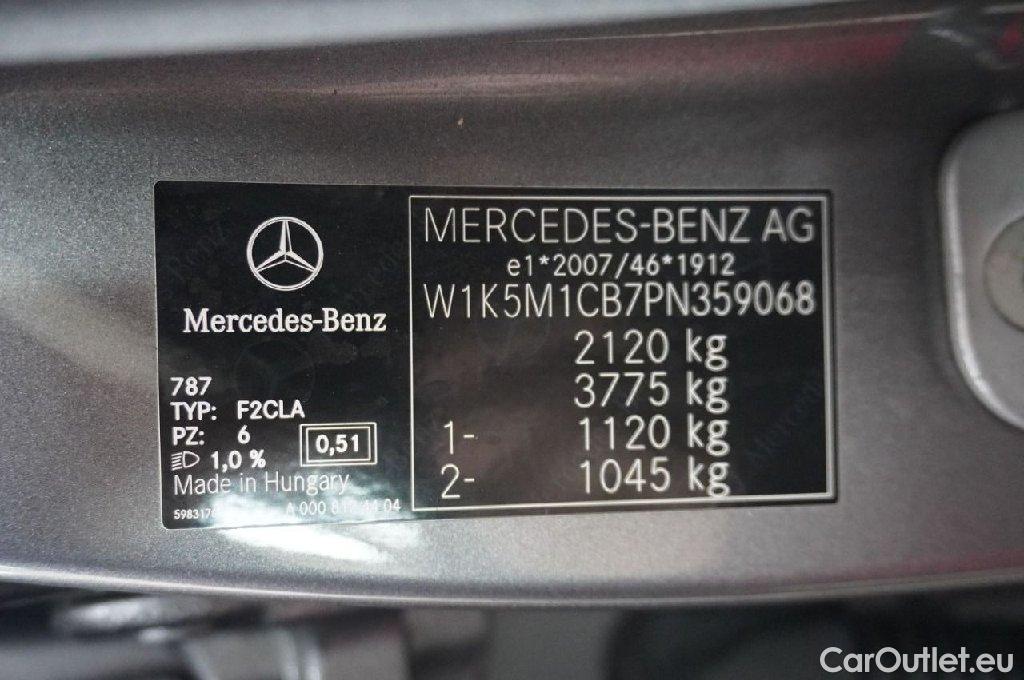 Mercedes-Benz
787
TYP: F2CLA
PZ: 6
0,51
1,0 %
Made in Hungary
MERCEDES-BENZ AG
e1*2007/46*1912
W1K5M1CB7PN359068
2120 kg
3775 kg
1- 1120 kg
2- 1045 kg
CarOutlet.eu